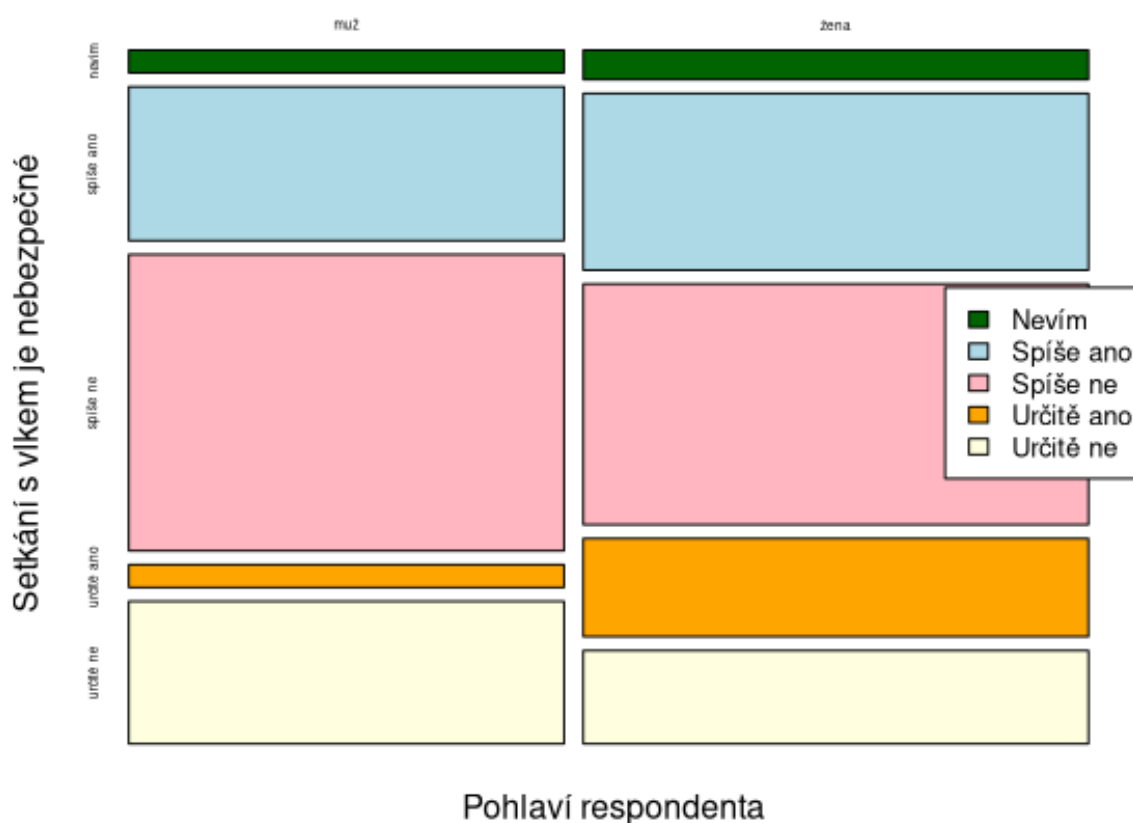 muž
žena
nevím
spíše ano
spíše ne
určitě ano
určitě ne
Setkání s vlkem je nebezpečné
Nevím
Spíše ano
Spíše ne
Určitě ano
Určitě ne
Pohlaví respondenta